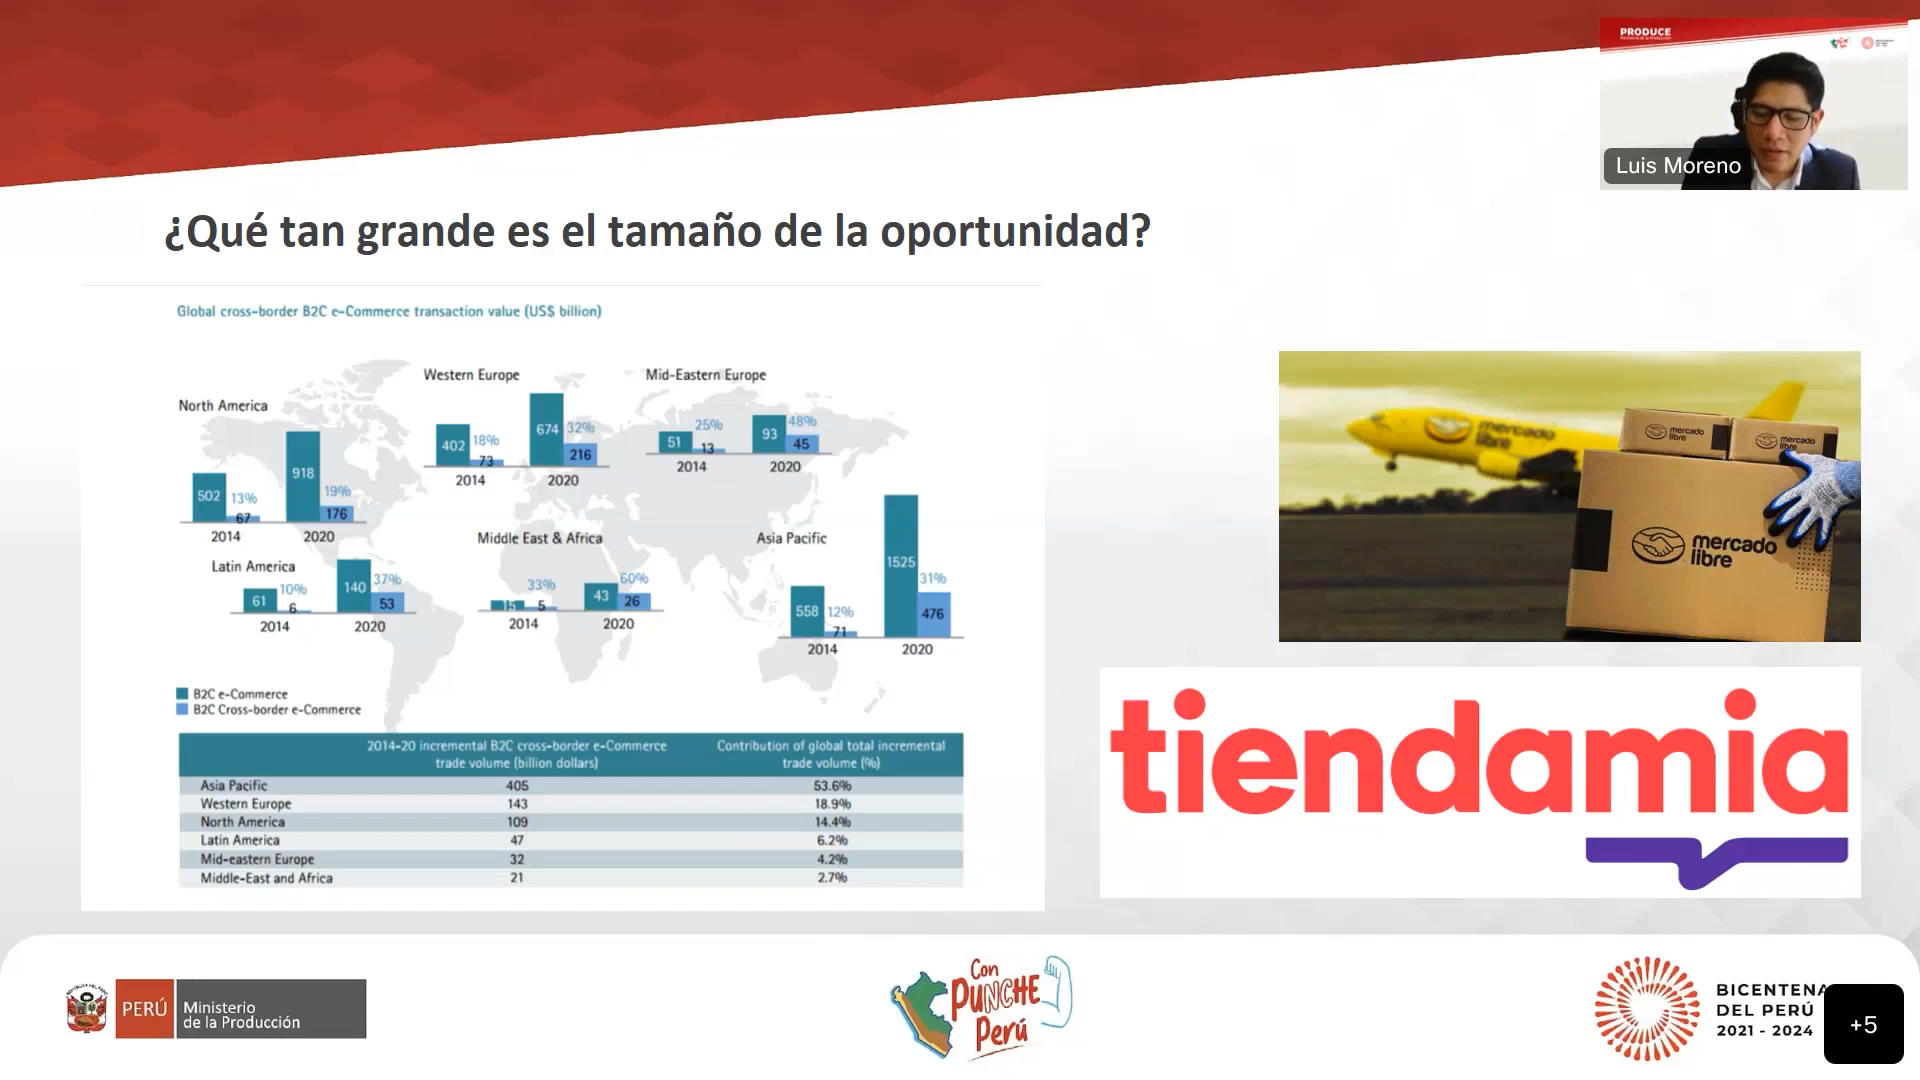 PRODUCE
Luis Moreno
¿Qué tan grande es el tamaño de la oportunidad?
Global cross-border B2C e-Commerce transaction value (US$ billion)
North America
502
13%
67
2014
918
19%
176
2020
Western Europe
402
18%
73
2014
674
32%
216
2020
Mid-Eastern Europe
51
25%
13
2014
93
48%
45
2020
Latin America
61
10%
6
2014
140
37%
53
2020
Middle East & Africa
15
33%
5
2014
43
60%
26
2020
Asia Pacific
558
12%
71
2014
1525
31%
476
2020
B2C e-Commerce
B2C Cross-border e-Commerce
2014-20 incremental B2C cross-border e-Commerce
trade volume (billion dollars)
Contribution of global total incremental
trade volume (%)
Asia Pacific 405 53.6%
Western Europe 143 18.9%
North America 109 14.4%
Latin America 47 6.2%
Mid-eastern Europe 32 4.2%
Middle-East and Africa 21 2.7%
mercado
libre
mercado
libre
mercado
libre
mercado
libre
tiendamia
PERÚ
Ministerio
de la Producción
Con
PUNCHE
Perú
BICENTENA
DEL PERÚ
2021 - 2024
+5